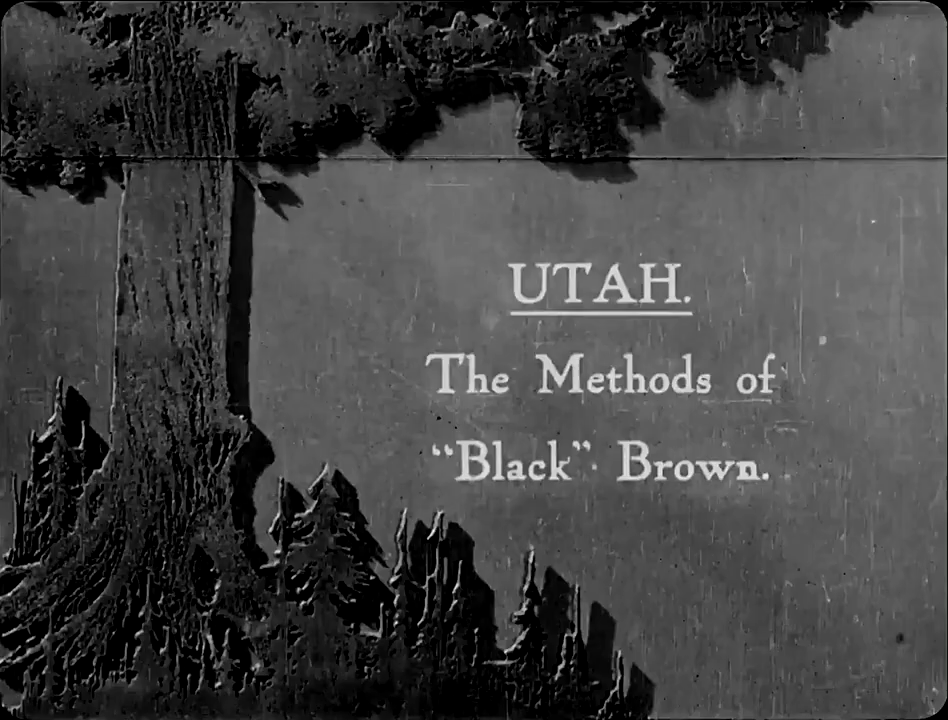 UTAH.
The Methods of
"Black" Brown.